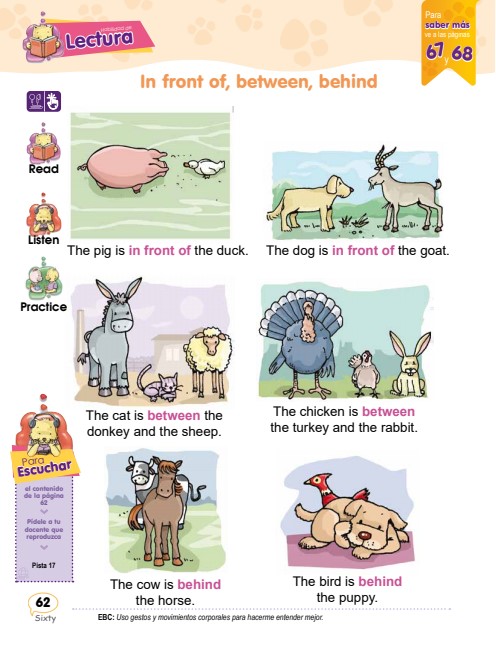 Lectura
Para
saber más
ve a las páginas
67 y 68
In front of, between, behind
Read
Listen
Practice
The pig is in front of the duck.
The dog is in front of the goat.
The cat is between the
donkey and the sheep.
The chicken is between
the turkey and the rabbit.
Para
Escuchar
el contenido
de la página
62
Pídele a tu
docente que
reproduzca
Pista 17
The cow is behind
the horse.
The bird is behind
the puppy.
62
Sixty
EBC: Uso gestos y movimientos corporales para hacerme entender mejor.